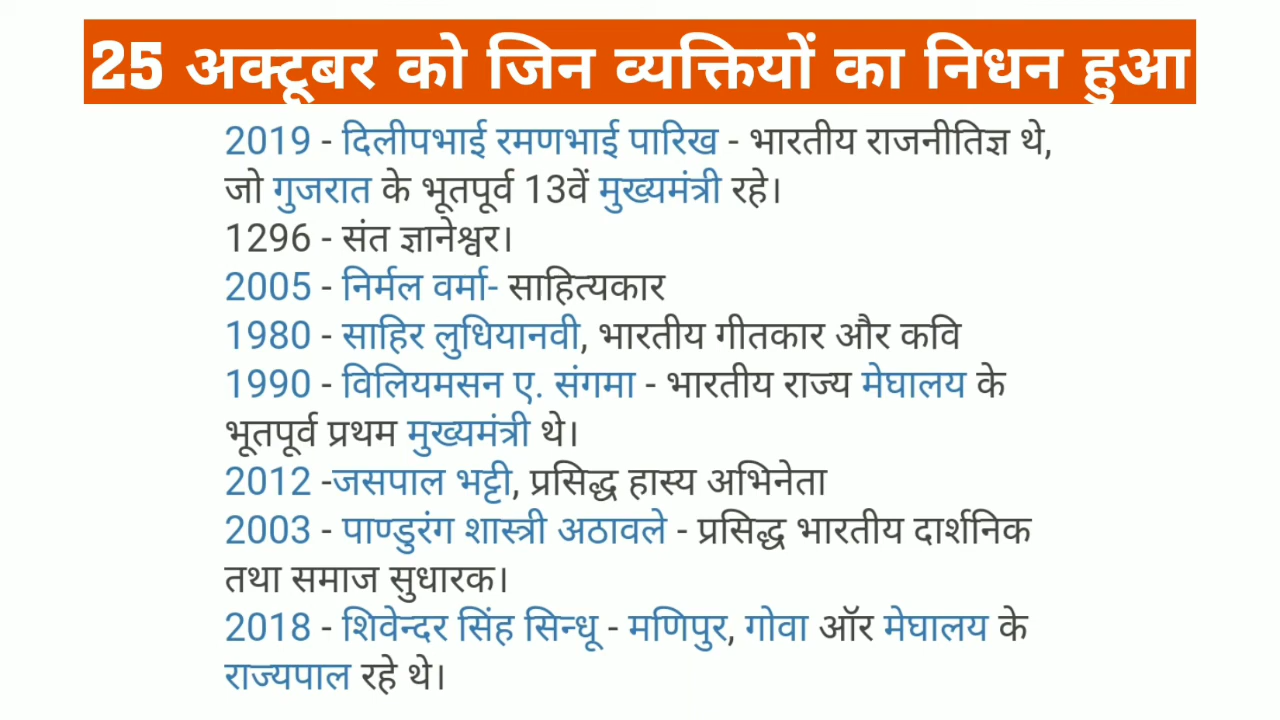 25 अक्टूबर को जिन व्यक्तियों का निधन हुआ
2019 - दिलीपभाई रमणभाई पारिख - भारतीय राजनीतिज्ञ थे,
जो गुजरात के भूतपूर्व 13वें मुख्यमंत्री रहे।
1296 - संत ज्ञानेश्वर।
2005 - निर्मल वर्मा- साहित्यकार
1980 - साहिर लुधियानवी, भारतीय गीतकार और कवि
1990 - विलियमसन ए. संगमा - भारतीय राज्य मेघालय के
भूतपूर्व प्रथम मुख्यमंत्री थे।
2012 -जसपाल भट्टी, प्रसिद्ध हास्य अभिनेता
2003 - पाण्डुरंग शास्त्री अठावले - प्रसिद्ध भारतीय दार्शनिक
तथा समाज सुधारक।
2018 - शिवेन्दर सिंह सिन्धू - मणिपुर, गोवा ऑर मेघालय के
राज्यपाल रहे थे।